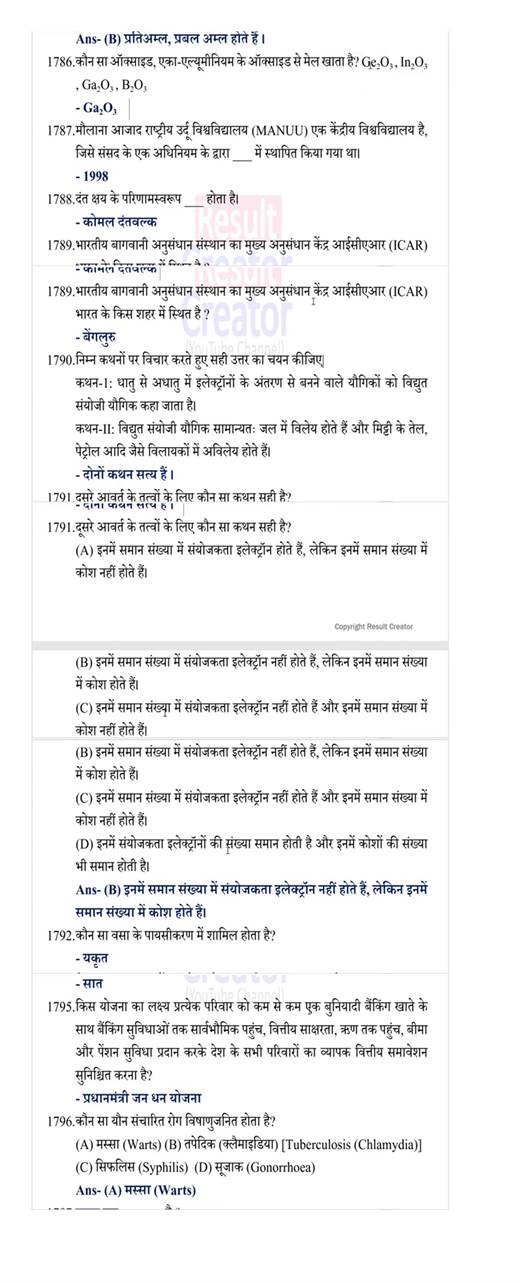 Ans- (B) प्रतिअम्ल, प्रबल अम्ल होते हैं।
1786.कौन सा ऑक्साइड, एका-एल्यूमीनियम के ऑक्साइड से मेल खाता है? Ge₂O₃, In₂O₃
, Ga₂O₃, B₂O₃
- Ga₂O₃
1787.मौलाना आजाद राष्ट्रीय उर्दू विश्वविद्यालय (MANUU) एक केंद्रीय विश्वविद्यालय है,
जिसे संसद के एक अधिनियम के द्वारा ___ में स्थापित किया गया था।
- 1998
1788.दंत क्षय के परिणामस्वरूप ___ होता है।
- कोमल दंतवल्क
1789.भारतीय बागवानी अनुसंधान संस्थान का मुख्य अनुसंधान केंद्र आईसीएआर (ICAR)
- कोमल दंतवल्क
1789.भारतीय बागवानी अनुसंधान संस्थान का मुख्य अनुसंधान केंद्र आईसीएआर (ICAR)
भारत के किस शहर में स्थित है ?
- बेंगलुरु
1790.निम्न कथनों पर विचार करते हुए सही उत्तर का चयन कीजिए|
कथन-I: धातु से अधातु में इलेक्ट्रॉनों के अंतरण से बनने वाले यौगिकों को विद्युत
संयोजी यौगिक कहा जाता है।
कथन-II: विद्युत संयोजी यौगिक सामान्यतः जल में विलेय होते हैं और मिट्टी के तेल,
पेट्रोल आदि जैसे विलायकों में अविलेय होते हैं।
- दोनों कथन सत्य हैं।
1791.दूसरे आवर्त के तत्वों के लिए कौन सा कथन सही है?
- दोनों कथन सत्य हैं।
1791.दूसरे आवर्त के तत्वों के लिए कौन सा कथन सही है?
(A) इनमें समान संख्या में संयोजकता इलेक्ट्रॉन होते हैं, लेकिन इनमें समान संख्या में
कोश नहीं होते हैं।
Copyright Result Creator
(B) इनमें समान संख्या में संयोजकता इलेक्ट्रॉन नहीं होते हैं, लेकिन इनमें समान संख्या
में कोश होते हैं।
(C) इनमें समान संख्या में संयोजकता इलेक्ट्रॉन नहीं होते हैं और इनमें समान संख्या में
कोश नहीं होते हैं।
(B) इनमें समान संख्या में संयोजकता इलेक्ट्रॉन नहीं होते हैं, लेकिन इनमें समान संख्या
में कोश होते हैं।
(C) इनमें समान संख्या में संयोजकता इलेक्ट्रॉन नहीं होते हैं और इनमें समान संख्या में
कोश नहीं होते हैं।
(D) इनमें संयोजकता इलेक्ट्रॉनों की संख्या समान होती है और इनमें कोशों की संख्या
भी समान होती है।
Ans- (B) इनमें समान संख्या में संयोजकता इलेक्ट्रॉन नहीं होते हैं, लेकिन इनमें
समान संख्या में कोश होते हैं।
1792.कौन सा वसा के पायसीकरण में शामिल होता है?
- यकृत
- सात
1795.किस योजना का लक्ष्य प्रत्येक परिवार को कम से कम एक बुनियादी बैंकिंग खाते के
साथ बैंकिंग सुविधाओं तक सार्वभौमिक पहुंच, वित्तीय साक्षरता, ऋण तक पहुंच, बीमा
और पेंशन सुविधा प्रदान करके देश के सभी परिवारों का व्यापक वित्तीय समावेशन
सुनिश्चित करना है?
- प्रधानमंत्री जन धन योजना
1796.कौन सा यौन संचारित रोग विषाणुजनित होता है?
(A) मस्सा (Warts) (B) तपेदिक (क्लैमाइडिया) [Tuberculosis (Chlamydia)]
(C) सिफलिस (Syphilis) (D) सूजाक (Gonorrhoea)
Ans- (A) मस्सा (Warts)